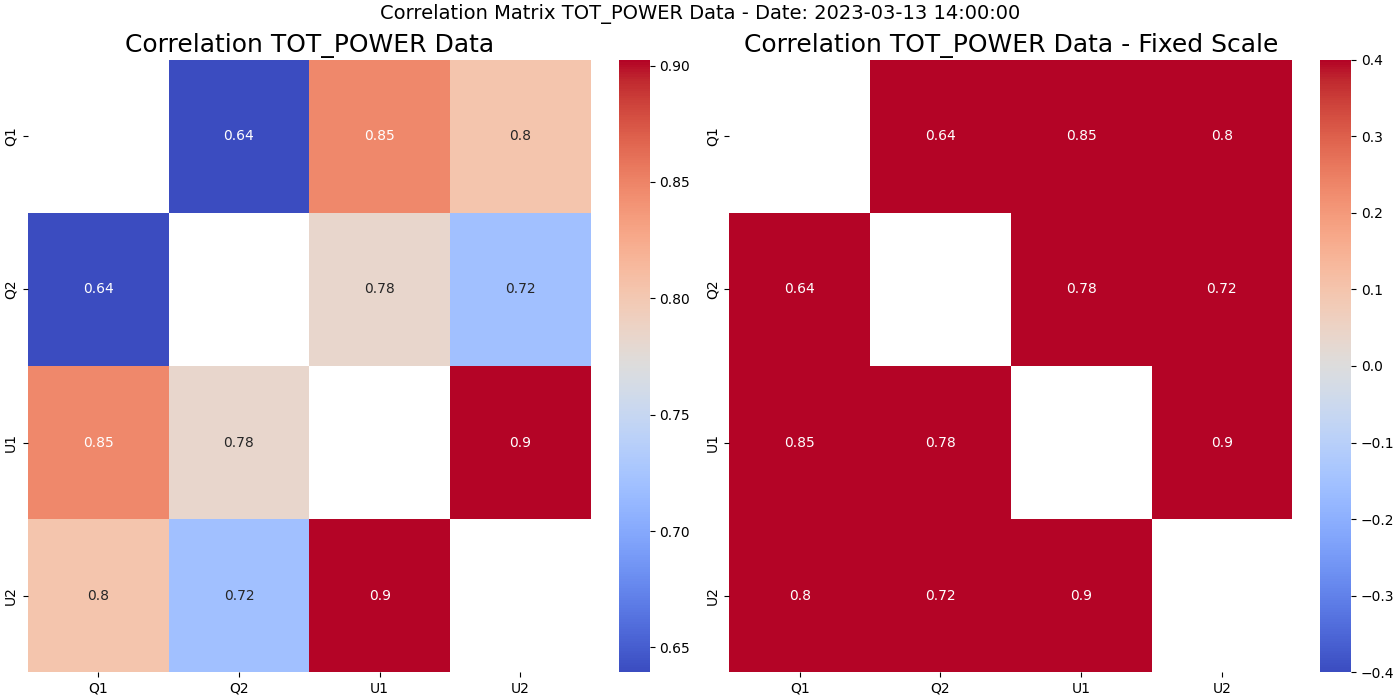 Correlation Matrix TOT_POWER Data - Date: 2023-03-13 14:00:00
Correlation TOT_POWER Data
Q1
0.64
0.85
0.8
Q2
0.64
0.78
0.72
U1
0.85
0.78
0.9
U2
0.8
0.72
0.9
Q1
Q2
U1
U2
0.90
0.85
0.80
0.75
0.70
0.65
Correlation TOT_POWER Data - Fixed Scale
Q1
0.64
0.85
0.8
Q2
0.64
0.78
0.72
U1
0.85
0.78
0.9
U2
0.8
0.72
0.9
Q1
Q2
U1
U2
0.4
0.3
0.2
0.1
0.0
−0.1
−0.2
−0.3
−0.4